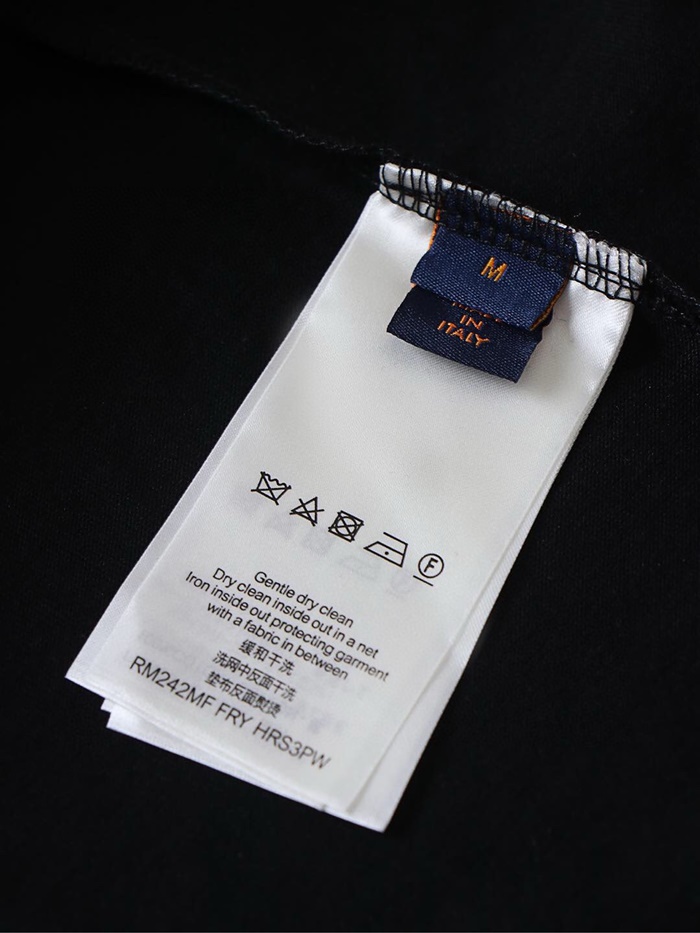 M
IN
ITALY
F
Gentle dry clean
Dry clean inside out in a net
Iron inside out protecting garment
with a fabric in between
缓和干洗
洗网中反面干洗
垫布反面熨烫
RM242MF FRY HRS3PW